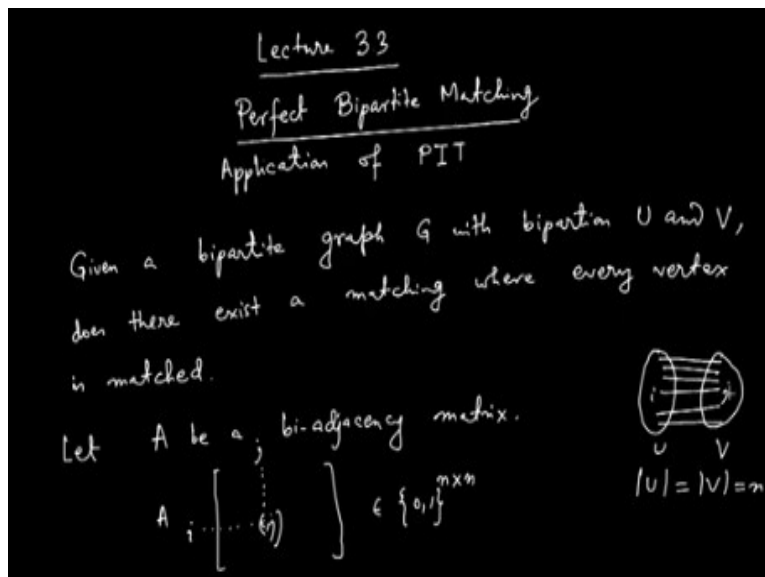 Lecture 33
Perfect Bipartite Matching
Application of PIT
Given a bipartite graph G with bipartion U and V,
does there exist a matching where every vertex
is matched.
i j
U V
Let A be a bi-adjacency matrix.
|U| = |V| = n
j
A i [ (i,j) ] ∈ {0,1}^{n×n}